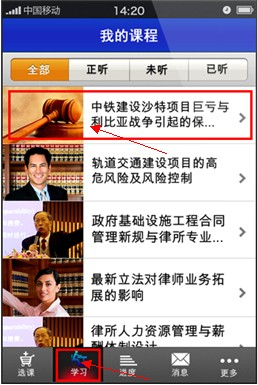 中国移动
14:20
我的课程
全部
正听
未听
已听
中铁建设沙特项目巨亏与
利比亚战争引起的保...
轨道交通建设项目的高
危风险及风险控制
政府基础设施工程合同
管理新规与律所专业...
最新立法对律师业务拓
展的影响
律所人力资源管理与薪
酬体制设计
选课
学习
进度
消息
更多